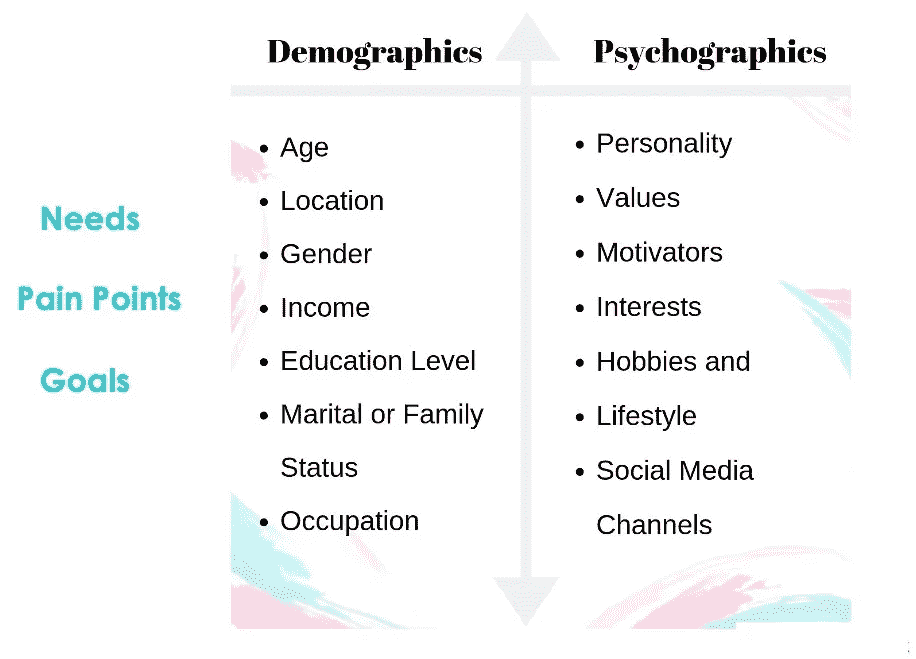 Demographics
Psychographics
Needs
Pain Points
Goals
• Age
• Location
• Gender
• Income
• Education Level
• Marital or Family
Status
• Occupation
• Personality
• Values
• Motivators
• Interests
• Hobbies and
• Lifestyle
• Social Media
Channels